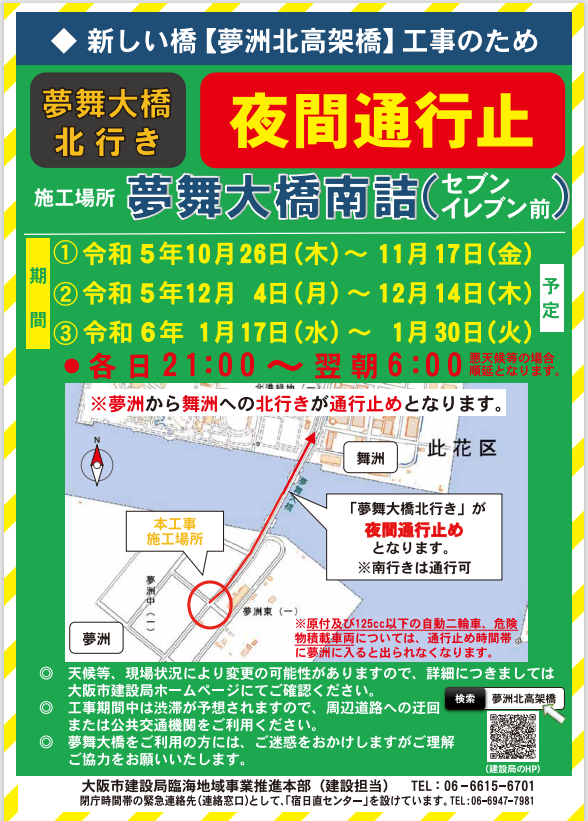 ◆ 新しい橋【夢洲北高架橋】工事のため
夢舞大橋
北行き
夜間通行止
施工場所 夢舞大橋南詰(セブンイレブン前)
期間
予定
① 令和 5年10月26日(木)～ 11月17日(金)
② 令和 5年12月 4日(月)～ 12月14日(木)
③ 令和 6年 1月17日(水)～ 1月30日(火)
●各日21:00～翌朝6:00
悪天候等の場合
順延となります。
※夢洲から舞洲への北行きが通行止めとなります。
N
舞洲
此花区
夢舞大橋
「夢舞大橋北行き」が
夜間通行止め
となります。
※南行きは通行可
本工事
施工場所
夢洲中(一)
夢洲東(一)
夢洲
※原付及び125cc以下の自動二輪車、危険
物積載車両については、通行止め時間帯
に夢洲に入ると出られなくなります。
◎ 天候等、現場状況により変更の可能性がありますので、詳細につきましては
大阪市建設局ホームページにてご確認ください。
◎ 工事期間中は渋滞が予想されますので、周辺道路への迂回
または公共交通機関をご利用ください。
◎ 夢舞大橋をご利用の方には、ご迷惑をおかけしますがご理解
ご協力をお願いいたします。
検索 夢洲北高架橋
(建設局のHP)
大阪市建設局臨海地域事業推進本部(建設担当) TEL:06-6615-6701
閉庁時間帯の緊急連絡先(連絡窓口)として、「宿日直センター」を設けています。TEL:06-6947-7981